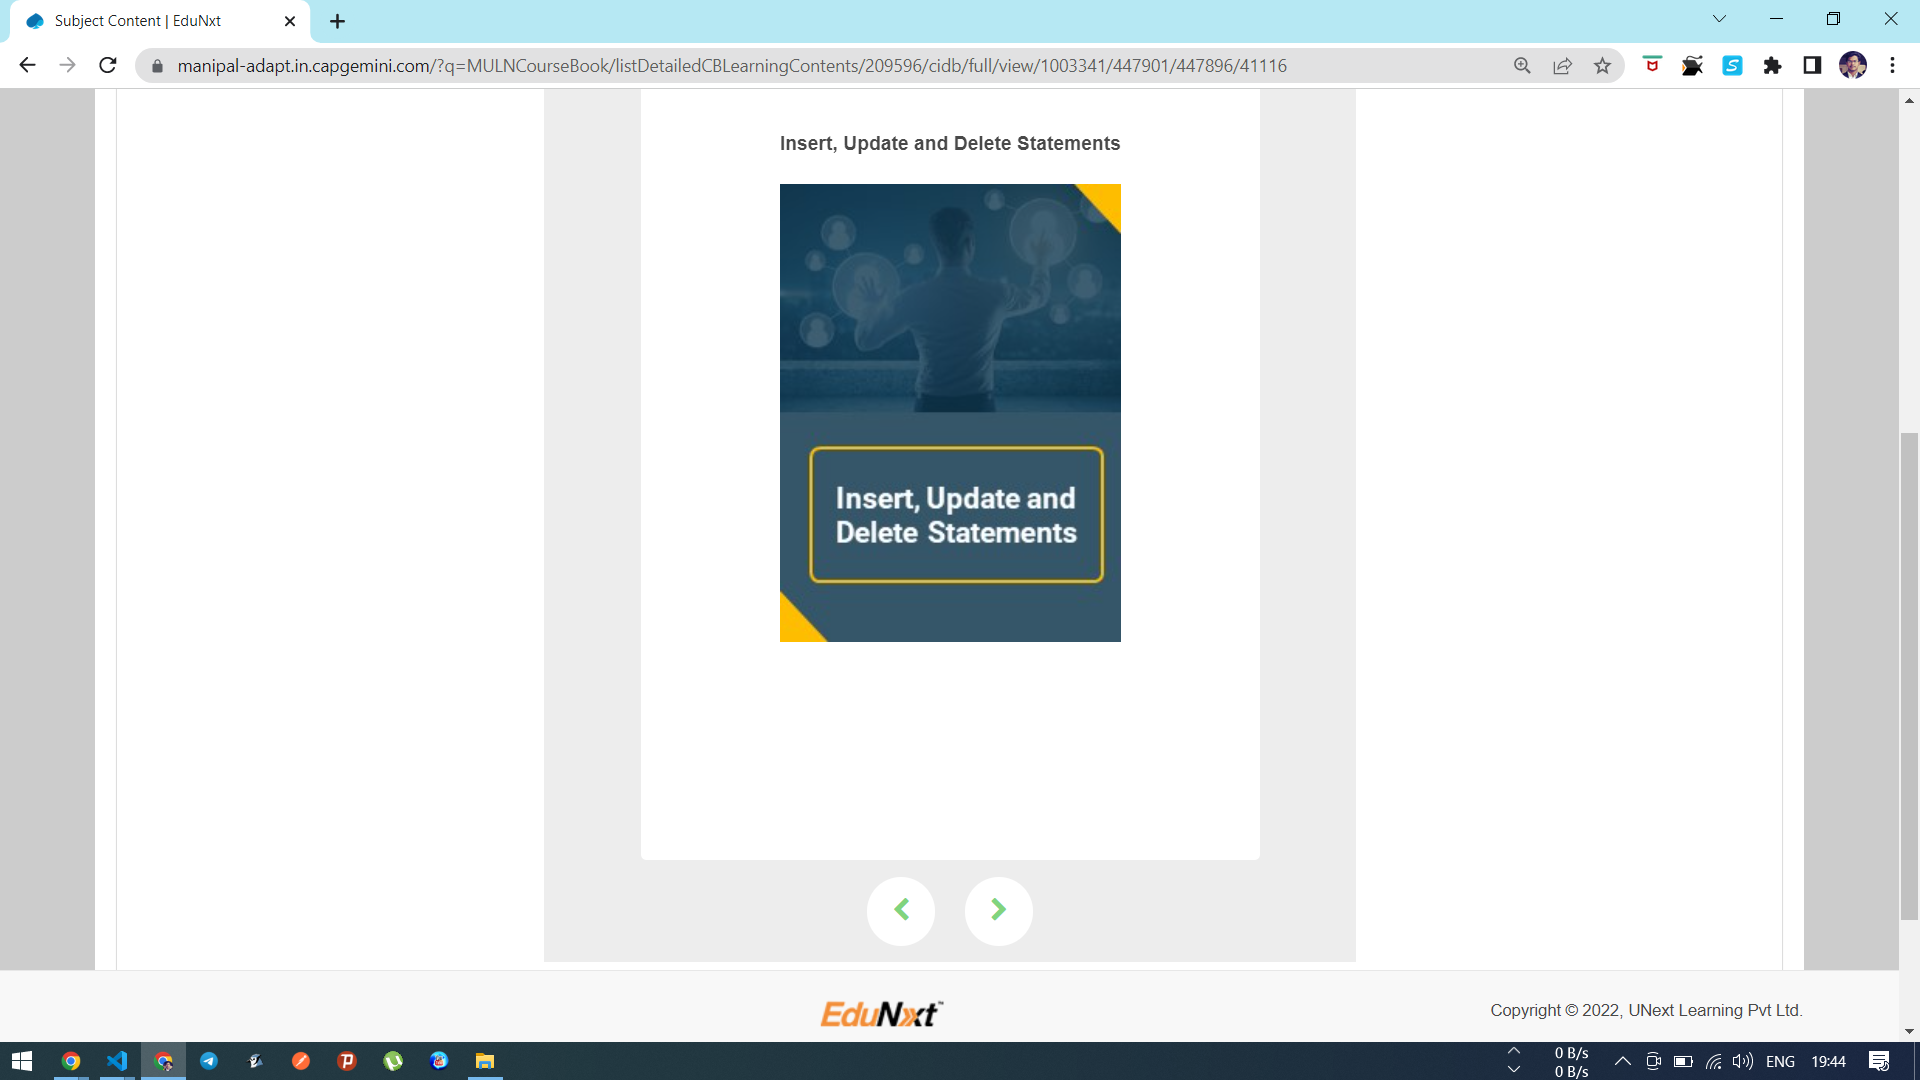 Subject Content | EduNxt
manipal-adapt.in.capgemini.com/?q=MULNCourseBook/listDetailedCBLearningContents/209596/cidb/full/view/1003341/447901/447896/41116
Insert, Update and Delete Statements
Insert, Update and
Delete Statements
EduNxt
Copyright © 2022, UNext Learning Pvt Ltd.
0 B/s
0 B/s
ENG
19:44